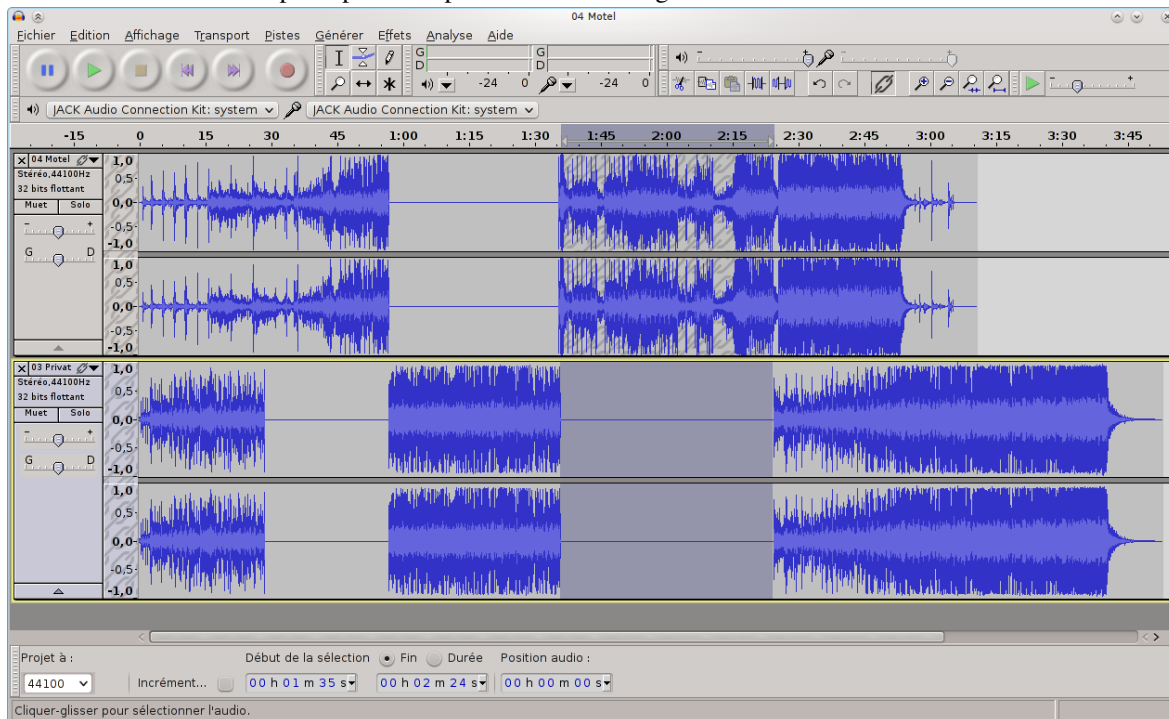 04 Motel
Fichier Edition Affichage Transport Pistes Générer Effets Analyse Aide
G
D
-24 0
G
D
-24 0
- +
- +
- +
JACK Audio Connection Kit: system
JACK Audio Connection Kit: system
-15 0 15 30 45 1:00 1:15 1:30 1:45 2:00 2:15 2:30 2:45 3:00 3:15 3:30 3:45
04 Motel
Stéréo,44100Hz
32 bits flottant
Muet Solo
- +
G D
1,0
0,5-
0,0-
-0,5-
-1,0
1,0
0,5-
0,0-
-0,5-
-1,0
03 Privat
Stéréo,44100Hz
32 bits flottant
Muet Solo
- +
G D
1,0
0,5-
0,0-
-0,5-
-1,0
1,0
0,5-
0,0-
-0,5-
-1,0
Projet à :
44100
Incrément...
Début de la sélection Fin Durée Position audio :
00 h 01 m 35 s 00 h 02 m 24 s 00 h 00 m 00 s
Cliquer-glisser pour sélectionner l'audio.